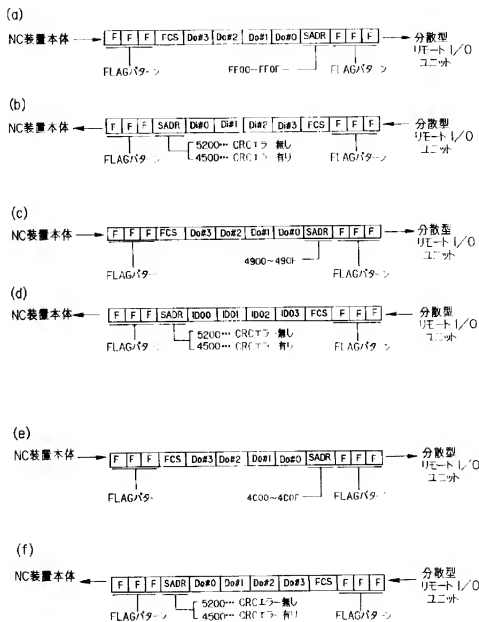 (a)
NC装置本体 F F F FCS Do#3 Do#2 Do#1 Do#0 SADR F F F 分散型
リモート I/O
ユニット
FLAGパターン FF00~FF0F FLAGパターン
(b)
NC装置本体 F F F SADR Di#0 Di#1 Di#2 Di#3 FCS F F F 分散型
リモート I/O
ユニット
FLAGパターン 5200… CRCエラー 無し FLAGパターン
4500… CRCエラー 有り
(c)
NC装置本体 F F F FCS Do#3 Do#2 Do#1 Do#0 SADR F F F 分散型
リモート I/O
ユニット
FLAGパターン 4900~490F FLAGパターン
(d)
NC装置本体 F F F SADR ID00 ID01 ID02 ID03 FCS F F F 分散型
リモート I/O
ユニット
FLAGパターン 5200… CRCエラー 無し FLAGパターン
4500… CRCエラー 有り
(e)
NC装置本体 F F F FCS Do#3 Do#2 Do#1 Do#0 SADR F F F 分散型
リモート I/O
ユニット
FLAGパターン 4C00~4C0F FLAGパターン
(f)
NC装置本体 F F F SADR Do#0 Do#1 Do#2 Do#3 FCS F F F 分散型
リモート I/O
ユニット
FLAGパターン 5200… CRCエラー 無し FLAGパターン
4500… CRCエラー 有り